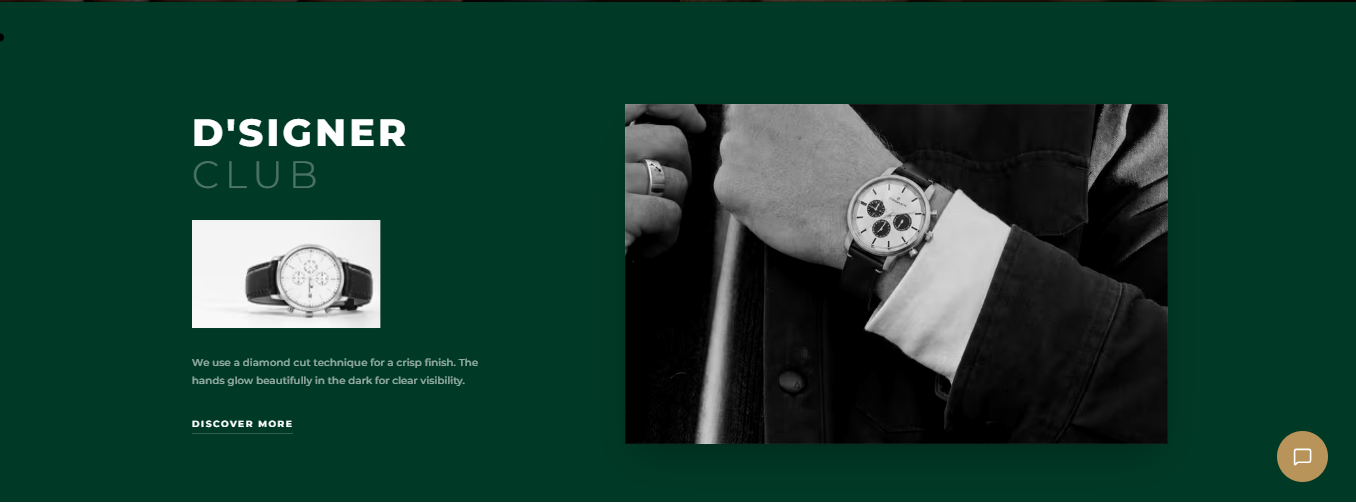 D'SIGNER
CLUB
We use a diamond cut technique for a crisp finish. The
hands glow beautifully in the dark for clear visibility.
DISCOVER MORE